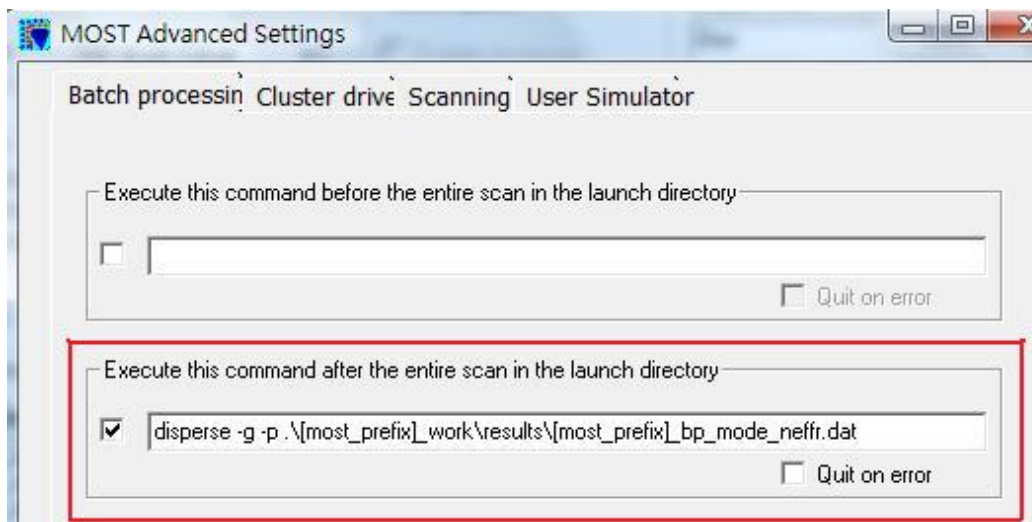 MOST Advanced Settings
Batch processin Cluster drive Scanning User Simulator
Execute this command before the entire scan in the launch directory
Quit on error
Execute this command after the entire scan in the launch directory
disperse -g -p .\[most_prefix]_work\results\[most_prefix]_bp_mode_neffr.dat
Quit on error